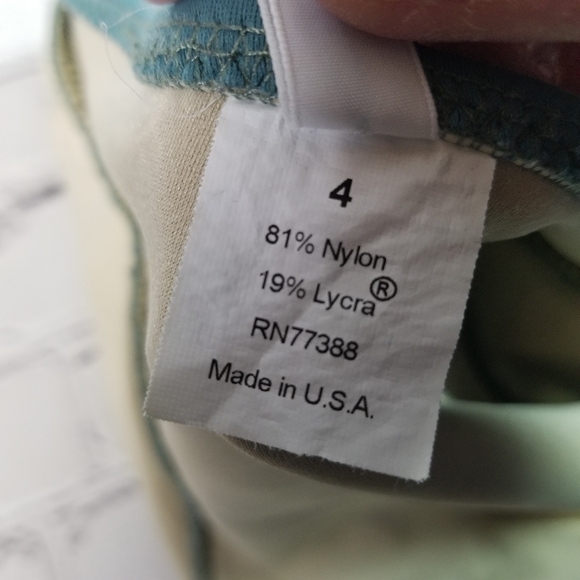 4
81% Nylon
19% Lycra®
RN77388
Made in U.S.A.